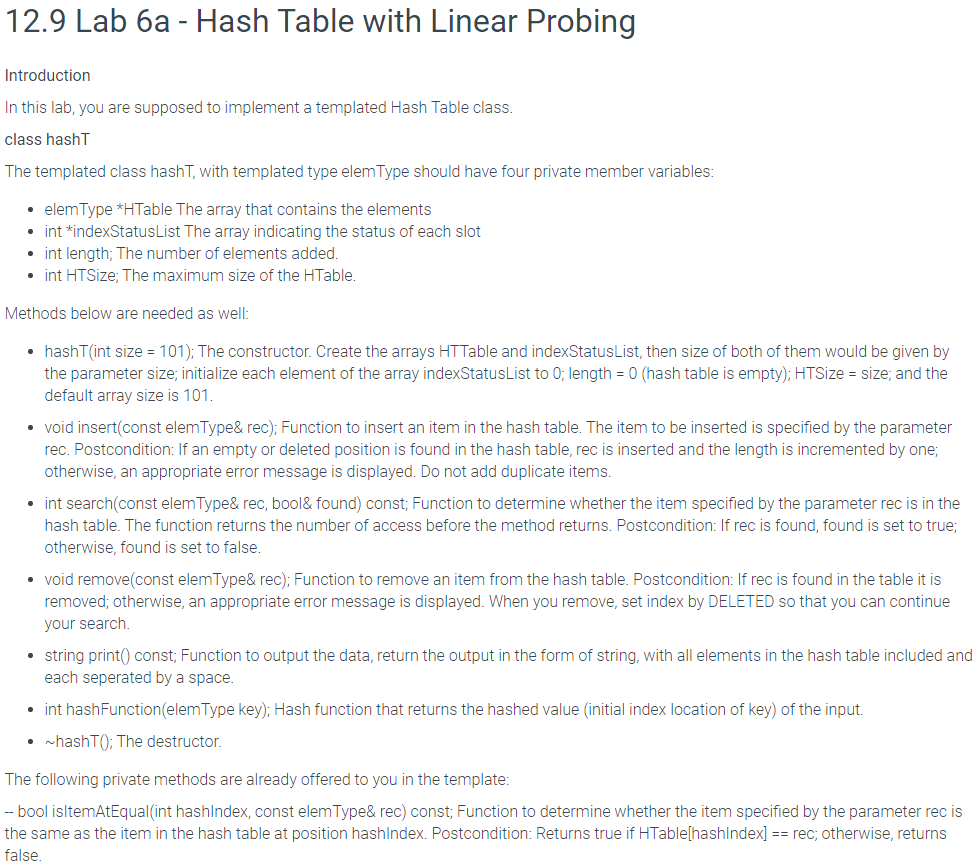 12.9 Lab 6a - Hash Table with Linear Probing
Introduction
In this lab, you are supposed to implement a templated Hash Table class.
class hashT
The templated class hashT, with templated type elemType should have four private member variables:
• elemType *HTable The array that contains the elements
• int *indexStatusList The array indicating the status of each slot
• int length; The number of elements added.
• int HTSize; The maximum size of the HTable.
Methods below are needed as well:
• hashT(int size = 101); The constructor. Create the arrays HTTable and indexStatusList, then size of both of them would be given by
the parameter size; initialize each element of the array indexStatusList to 0; length = 0 (hash table is empty); HTSize = size; and the
default array size is 101.
• void insert(const elemType& rec); Function to insert an item in the hash table. The item to be inserted is specified by the parameter
rec. Postcondition: If an empty or deleted position is found in the hash table, rec is inserted and the length is incremented by one;
otherwise, an appropriate error message is displayed. Do not add duplicate items.
• int search(const elemType& rec, bool& found) const; Function to determine whether the item specified by the parameter rec is in the
hash table. The function returns the number of access before the method returns. Postcondition: If rec is found, found is set to true;
otherwise, found is set to false.
• void remove(const elemType& rec); Function to remove an item from the hash table. Postcondition: If rec is found in the table it is
removed; otherwise, an appropriate error message is displayed. When you remove, set index by DELETED so that you can continue
your search.
• string print() const; Function to output the data, return the output in the form of string, with all elements in the hash table included and
each seperated by a space.
• int hashFunction(elemType key); Hash function that returns the hashed value (initial index location of key) of the input.
• ~hashT(); The destructor.
The following private methods are already offered to you in the template:
-- bool isItemAtEqual(int hashIndex, const elemType& rec) const; Function to determine whether the item specified by the parameter rec is
the same as the item in the hash table at position hashIndex. Postcondition: Returns true if HTable[hashIndex] == rec; otherwise, returns
false.